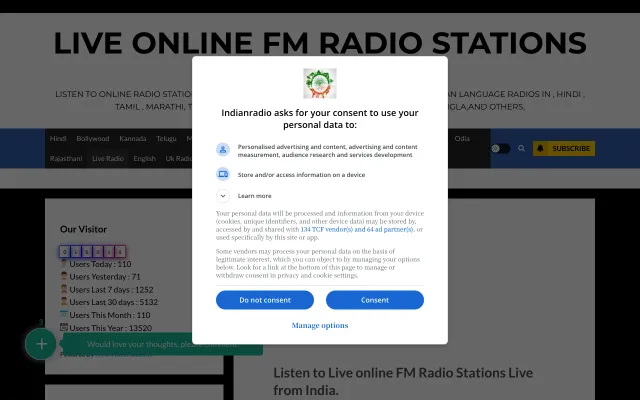 LIVE ONLINE FM RADIO STATIONS
LISTEN TO ONLINE RADIO
AN LANGUAGE RADIOS IN , HINDI ,
TAMIL , MARATHI,
AND OTHERS,
Hindi Bollywood Kannada Telugu
Odia
Rajasthani Live Radio English Uk
SUBSCRIBE
Indianradio asks for your consent to use your
personal data to:
Personalised advertising and content, advertising and content
measurement, audience research and services development
Store and/or access information on a device
Learn more
Your personal data will be processed and information from your device
(cookies, unique identifiers, and other device data) may be stored by,
accessed by and shared with 134 TCF vendor(s) and 64 ad partner(s), or
used specifically by this site or app.
Some vendors may process your personal data on the basis of
legitimate interest, which you can object to by managing your options
below. Look for a link at the bottom of this page to manage or
withdraw consent in privacy and cookie settings.
Do not consent
Consent
Manage options
Our Visitor
Users Today : 110
Users Yesterday : 71
Users Last 7 days : 1252
Users Last 30 days : 5132
Users This Month : 110
Users This Year : 13520
Would love your thoughts, please comment.
Listen to Live online FM Radio Stations Live
from India.